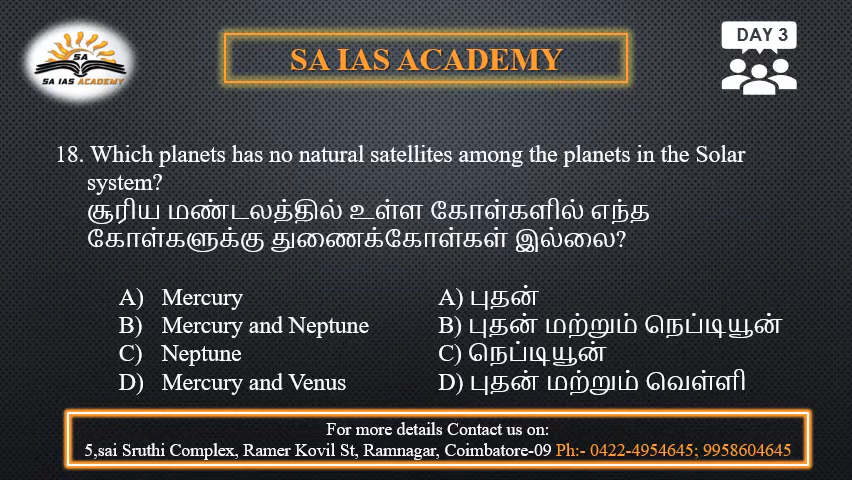 SA
SA IAS ACADEMY
SA IAS ACADEMY
DAY 3
18. Which planets has no natural satellites among the planets in the Solar
system?
சூரிய மண்டலத்தில் உள்ள கோள்களில் எந்த
கோள்களுக்கு துணைக்கோள்கள் இல்லை?
A) Mercury A) புதன்
B) Mercury and Neptune B) புதன் மற்றும் நெப்டியூன்
C) Neptune C) நெப்டியூன்
D) Mercury and Venus D) புதன் மற்றும் வெள்ளி
For more details Contact us on:
5,sai Sruthi Complex, Ramer Kovil St, Ramnagar, Coimbatore-09 Ph:- 0422-4954645; 9958604645